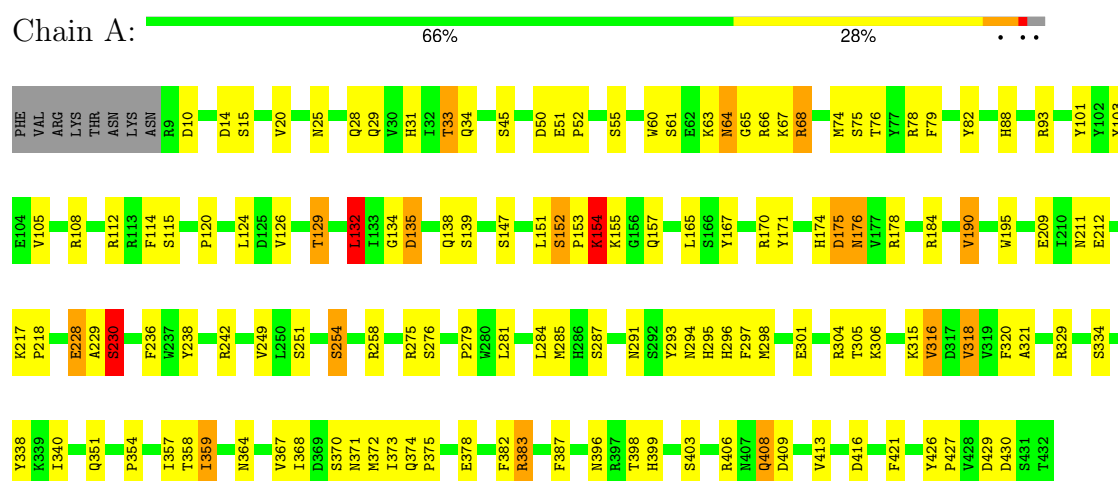 Chain A:
66% 28% • • •
PHE VAL ARG LYS THR ASN LYS ASN R9 D10 D14 S15 V20 N25 Q28 Q29 V30 H31 I32 T33 Q34 S45 D50 E51 P52 S55 W60 S61 E62 K63 N64 G65 R66 K67 R68 M74 S75 T76 Y77 R78 F79 Y82 H88 R93 Y101 Y102 Y103
E104 V105 R108 R112 R113 F114 S115 P120 L124 D125 V126 T129 L132 I133 G134 D135 Q138 S139 S147 L151 S152 P153 K154 K155 G156 Q157 L165 S166 Y167 R170 Y171 H174 D175 N176 V177 R178 R184 V190 W195 E209 I210 N211 E212
K217 P218 E228 A229 S230 F236 W237 Y238 R242 V249 L250 S251 S254 R258 R275 S276 P279 W280 L281 L284 M285 H286 S287 N291 S292 Y293 N294 H295 H296 F297 M298 E301 R304 T305 K306 K315 V316 D317 V318 V319 F320 A321 R329 S334
Y338 K339 I340 Q351 P354 I357 T358 I359 N364 V367 I368 D369 S370 N371 M372 I373 Q374 P375 E378 F382 R383 F387 N396 R397 T398 H399 S403 R406 N407 Q408 D409 V413 D416 F421 Y426 P427 V428 D429 D430 S431 T432